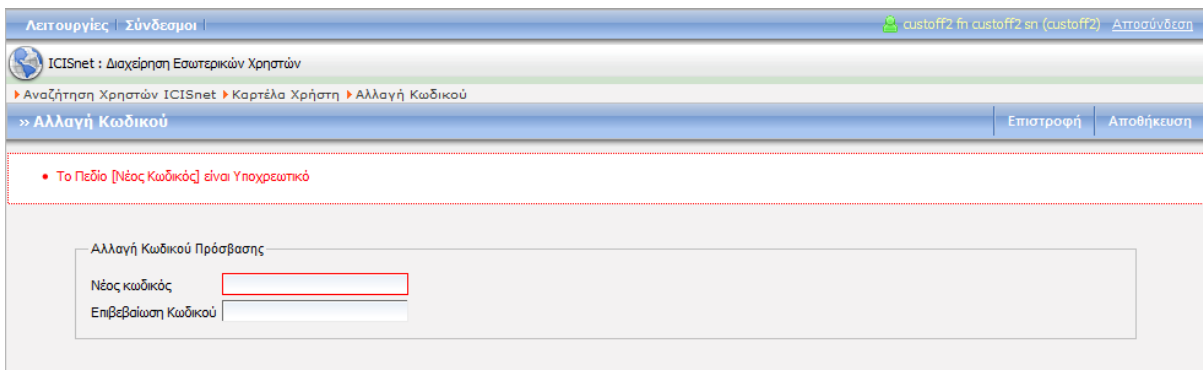 Λειτουργίες Σύνδεσμοι custoff2 fn custoff2 sn (custoff2) Αποσύνδεση
ICISnet : Διαχείρηση Εσωτερικών Χρηστών
Αναζήτηση Χρηστών ICISnet Καρτέλα Χρήστη Αλλαγή Κωδικού
» Αλλαγή Κωδικού Επιστροφή Αποθήκευση
• Το Πεδίο [Νέος Κωδικός] είναι Υποχρεωτικό
Αλλαγή Κωδικού Πρόσβασης
Νέος κωδικός
Επιβεβαίωση Κωδικού